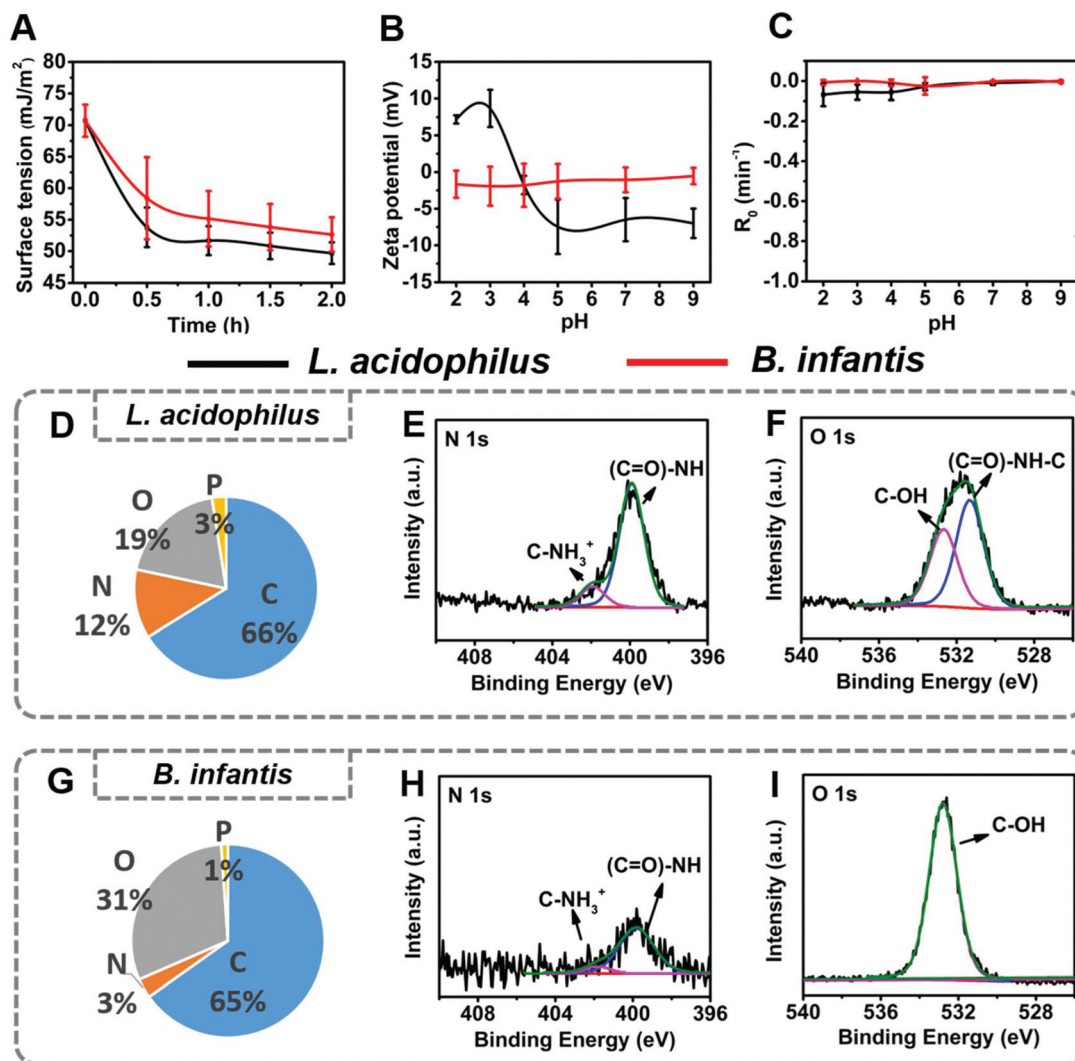 A
Surface tension (mJ/m²)
80
75
70
65
60
55
50
45
0.0 0.5 1.0 1.5 2.0
Time (h)
B
Zeta potential (mV)
15
10
5
0
-5
-10
-15
2 3 4 5 6 7 8 9
pH
C
R₀ (min⁻¹)
0.0
-0.2
-0.4
-0.6
-0.8
-1.0
2 3 4 5 6 7 8 9
pH
L. acidophilus
B. infantis
D
L. acidophilus
P
3%
O
19%
N
12%
C
66%
E
N 1s
(C=O)-NH
C-NH₃⁺
Intensity (a.u.)
408 404 400 396
Binding Energy (eV)
F
O 1s
(C=O)-NH-C
C-OH
Intensity (a.u.)
540 536 532 528
Binding Energy (eV)
G
B. infantis
P
1%
O
31%
N
3%
C
65%
H
N 1s
(C=O)-NH
C-NH₃⁺
Intensity (a.u.)
408 404 400 396
Binding Energy (eV)
I
O 1s
C-OH
Intensity (a.u.)
540 536 532 528
Binding Energy (eV)